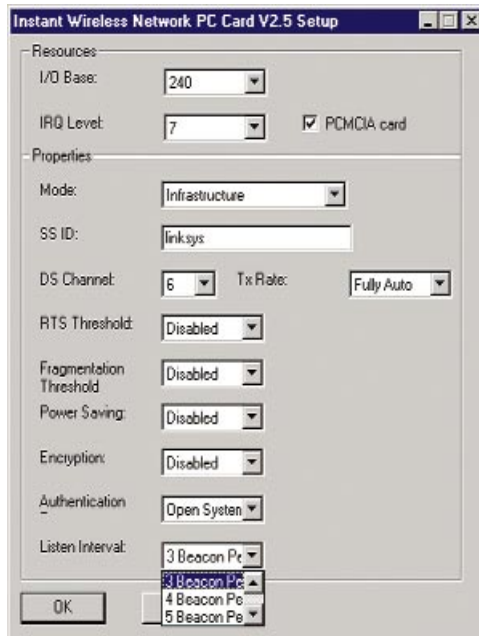 Instant Wireless Network PC Card V2.5 Setup
Resources
I/O Base: 240
IRQ Level: 7 PCMCIA card
Properties
Mode: Infrastructure
SS ID: linksys
DS Channel: 6 Tx Rate: Fully Auto
RTS Threshold: Disabled
Fragmentation Threshold Disabled
Power Saving: Disabled
Encryption: Disabled
Authentication Open System
Listen Interval: 3 Beacon Pe
3 Beacon Pe
4 Beacon Pe
5 Beacon Pe
OK